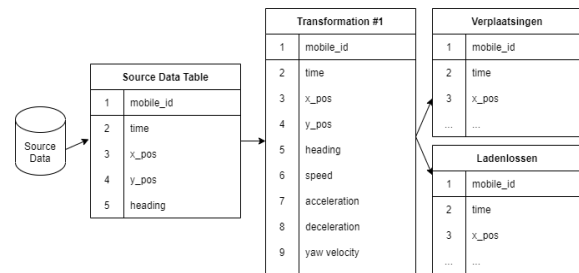 Source
Data
Source Data Table
1 mobile_id
2 time
3 x_pos
4 y_pos
5 heading
Transformation #1
1 mobile_id
2 time
3 x_pos
4 y_pos
5 heading
6 speed
7 acceleration
8 deceleration
9 yaw velocity
Verplaatsingen
1 mobile_id
2 time
3 x_pos
... ...
Ladenlossen
1 mobile_id
2 time
3 x_pos
... ...